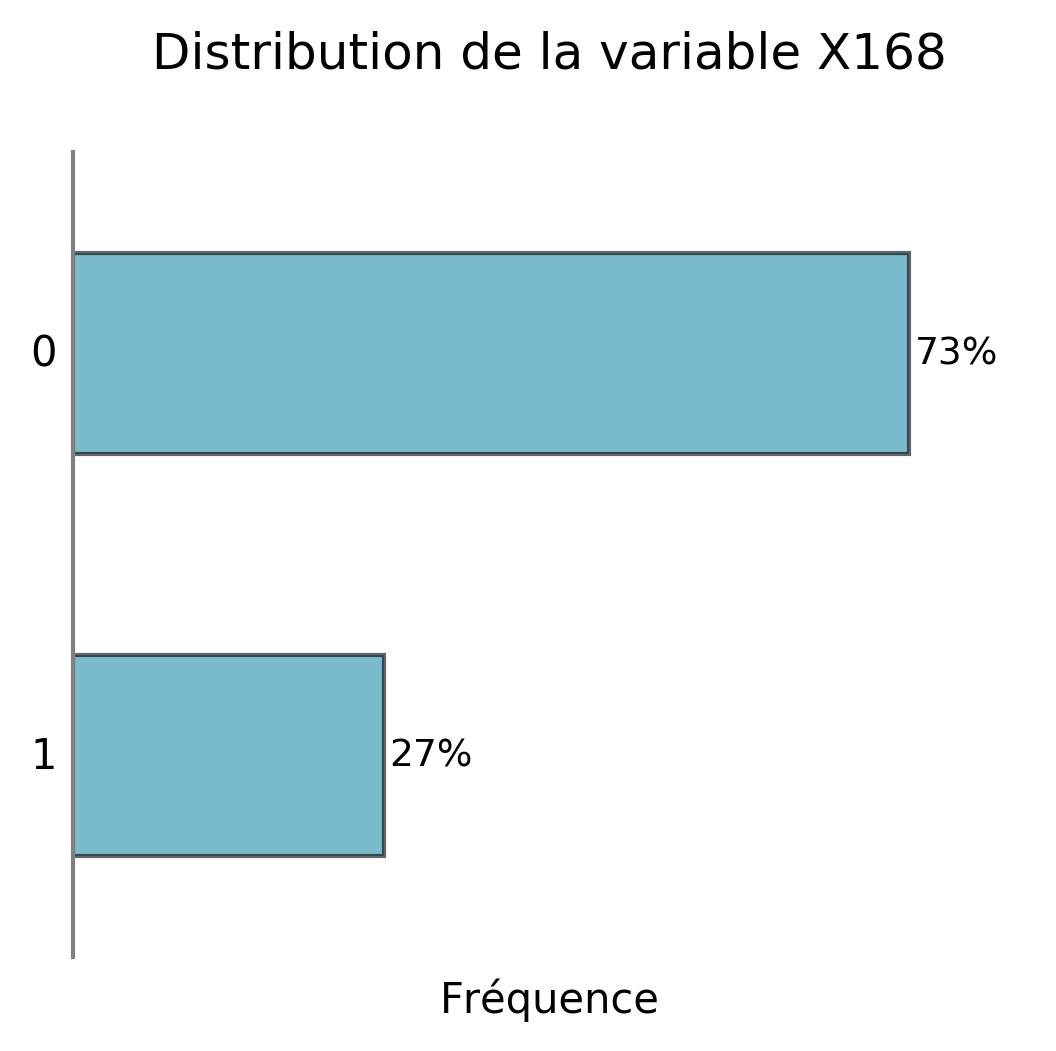 Distribution de la variable X168
0
73%
1
27%
Fréquence